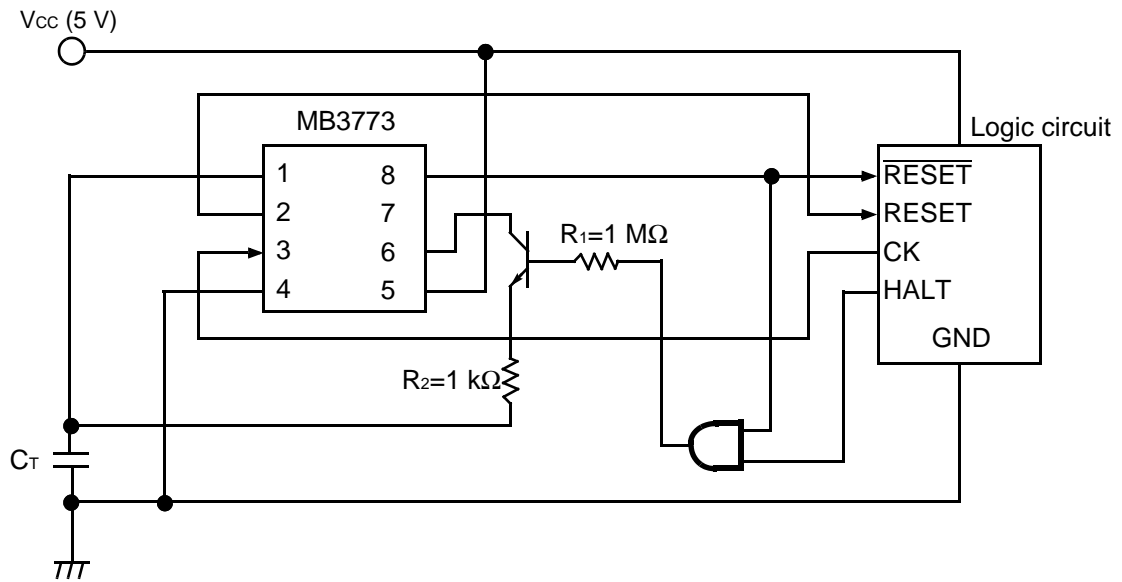 VCC (5 V)
MB3773
Logic circuit
1 8
2 7
3 6
4 5
RESET
RESET
CK
HALT
GND
R1=1 MΩ
R2=1 kΩ
CT